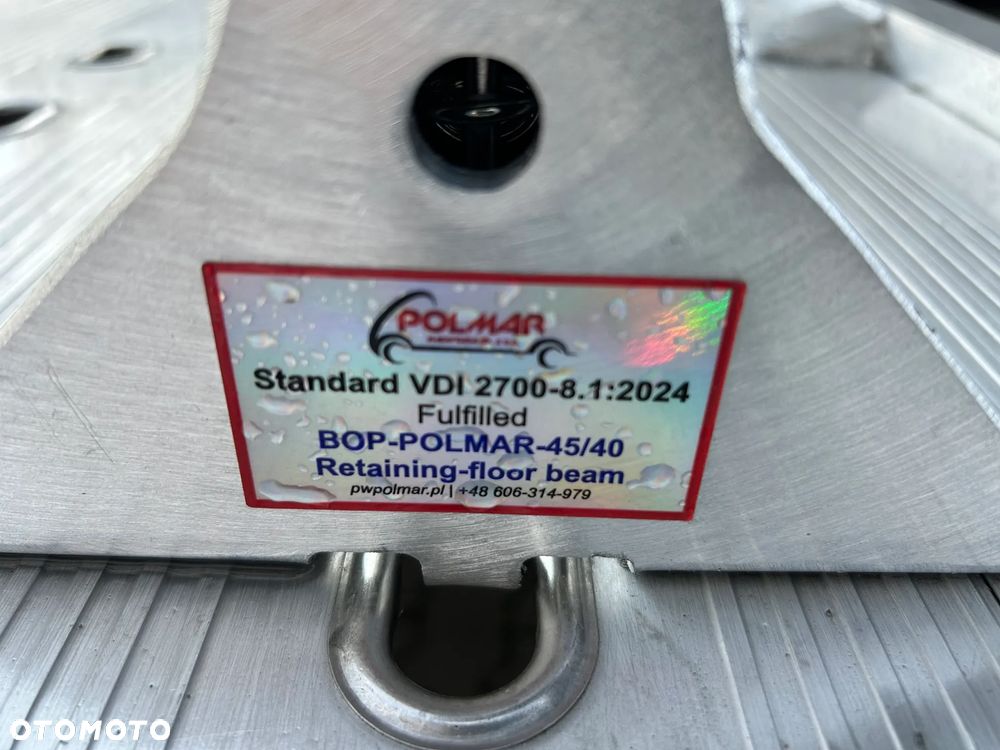 POLMAR
Standard VDI 2700-8.1:2024
Fulfilled
BOP-POLMAR-45/40
Retaining-floor beam
pwpolmar.pl | +48 606-314-979
OTOMOTO